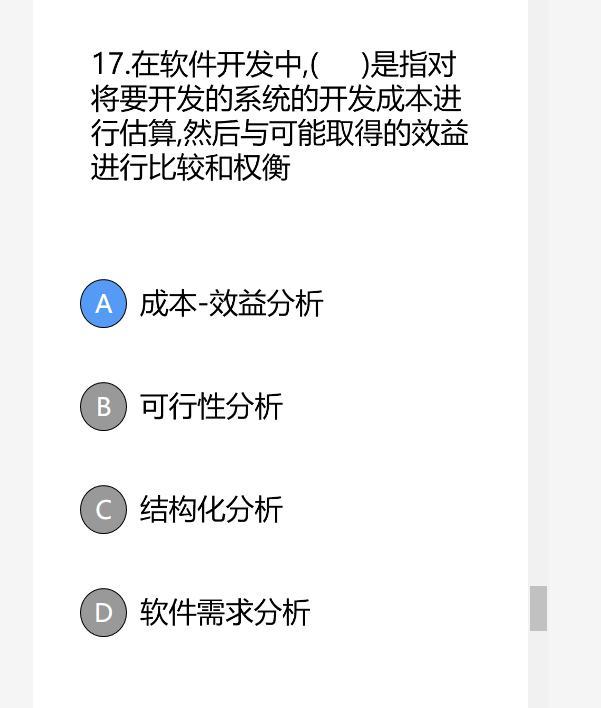 17.在软件开发中,(     )是指对
将要开发的系统的开发成本进
行估算,然后与可能取得的效益
进行比较和权衡
A 成本-效益分析
B 可行性分析
C 结构化分析
D 软件需求分析